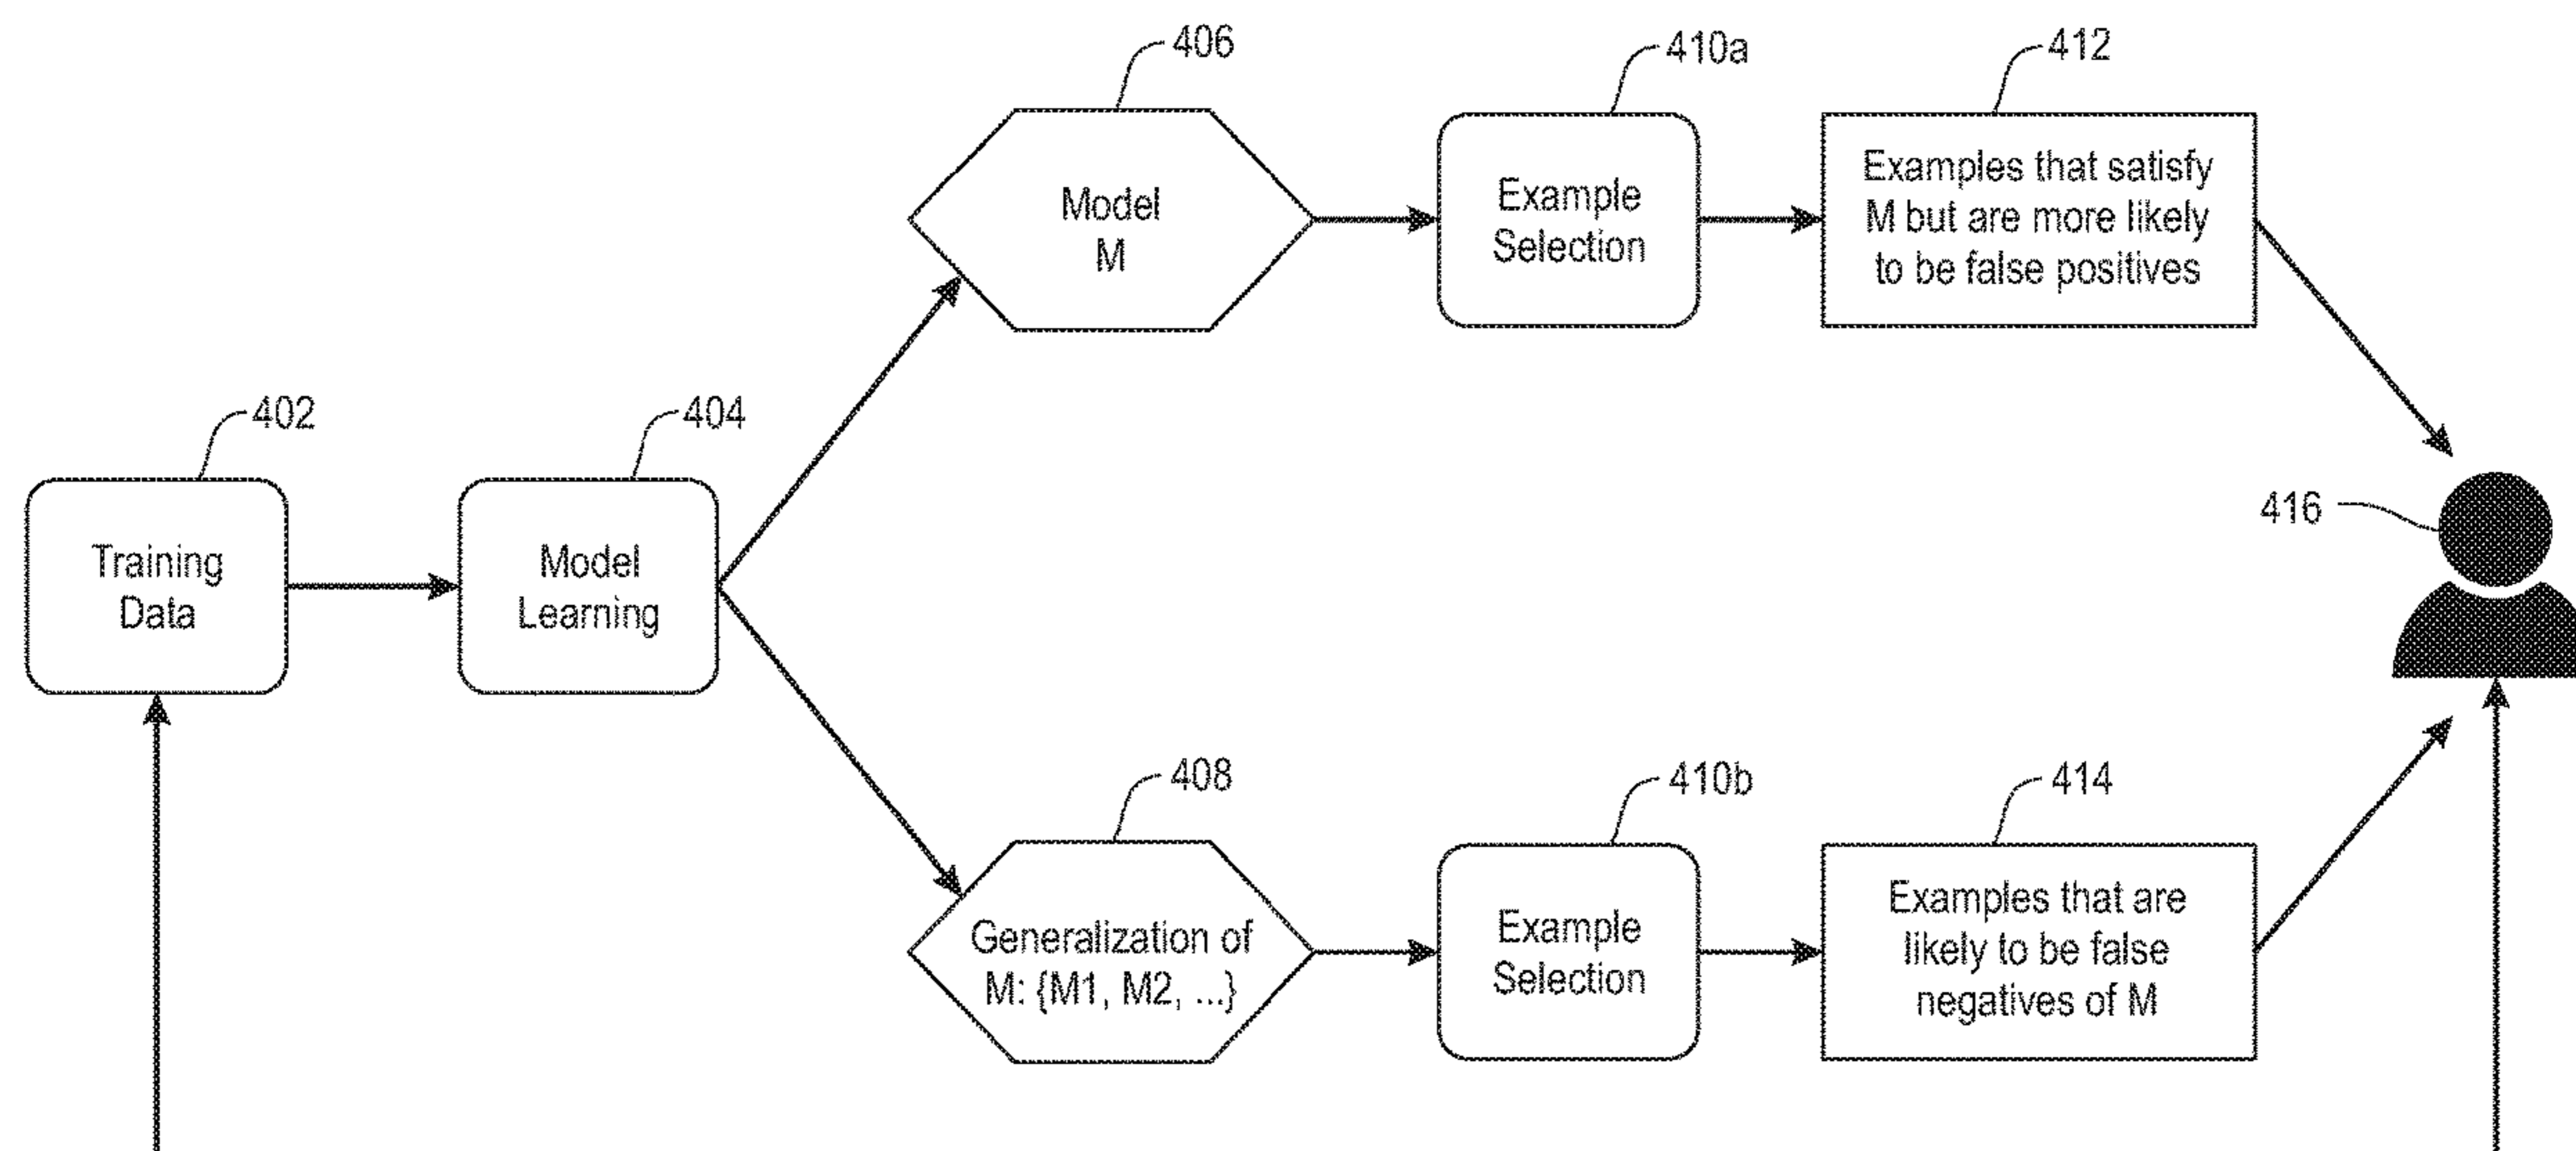 406
410a
412
Model
M
Example
Selection
Examples that satisfy
M but are more likely
to be false positives
402
404
416
Training
Data
Model
Learning
408
410b
414
Generalization of
M: {M1, M2, ...}
Example
Selection
Examples that are
likely to be false
negatives of M